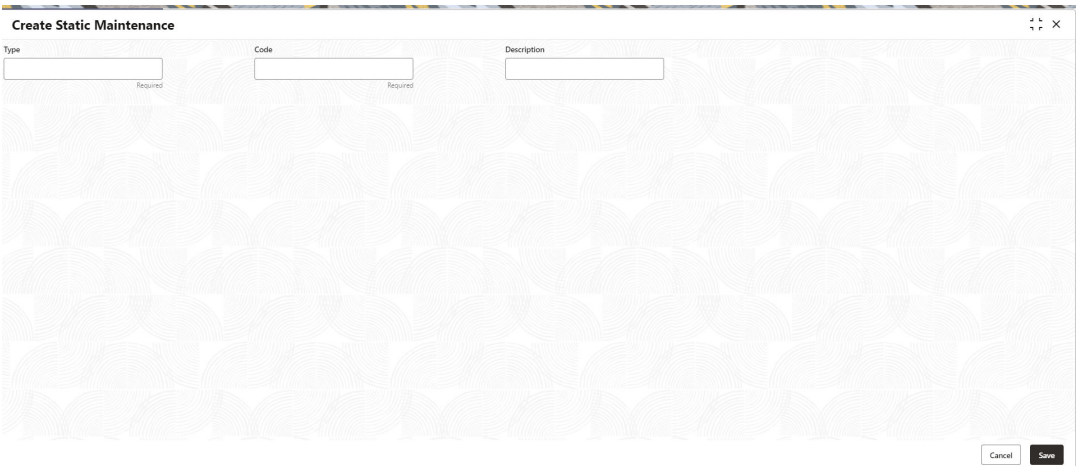 Create Static Maintenance
Type Code Description
Required Required
Cancel Save